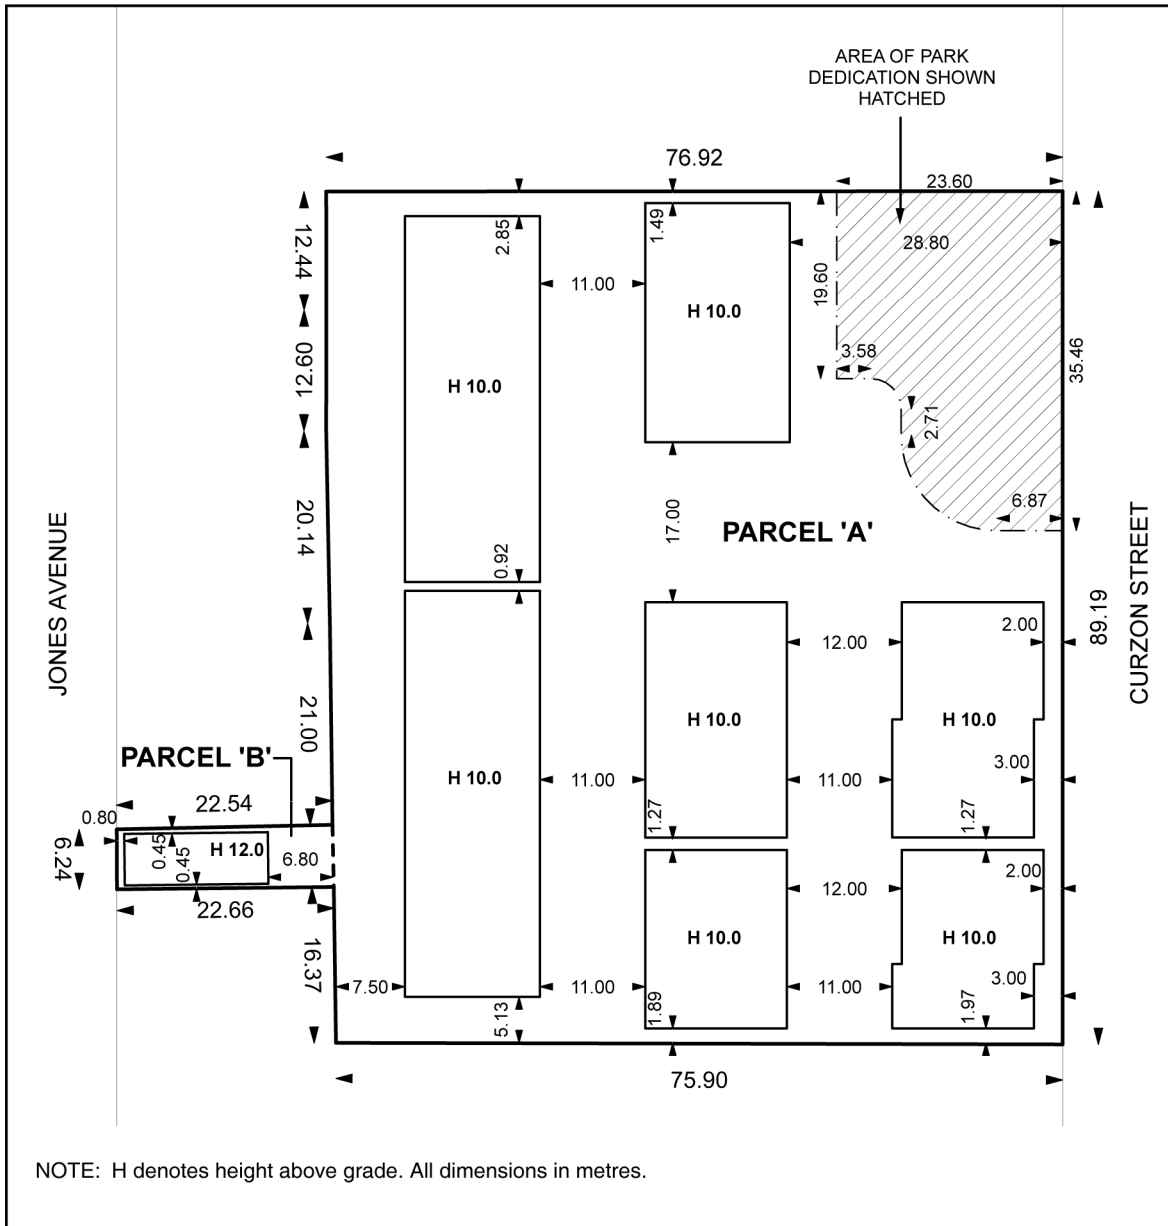 AREA OF PARK
DEDICATION SHOWN
HATCHED
76.92
23.60
12.44
2.85
1.49
28.80
11.00
19.60
H 10.0
12.60
3.58
35.46
H 10.0
2.71
20.14
6.87
17.00
PARCEL 'A'
0.92
JONES AVENUE
CURZON STREET
89.19
2.00
12.00
21.00
H 10.0
H 10.0
PARCEL 'B'
3.00
H 10.0
11.00
11.00
22.54
0.80
1.27
1.27
6.24
0.45
0.45
H 12.0
6.80
2.00
12.00
22.66
H 10.0
H 10.0
16.37
3.00
7.50
11.00
11.00
1.89
1.97
5.13
75.90
NOTE: H denotes height above grade. All dimensions in metres.